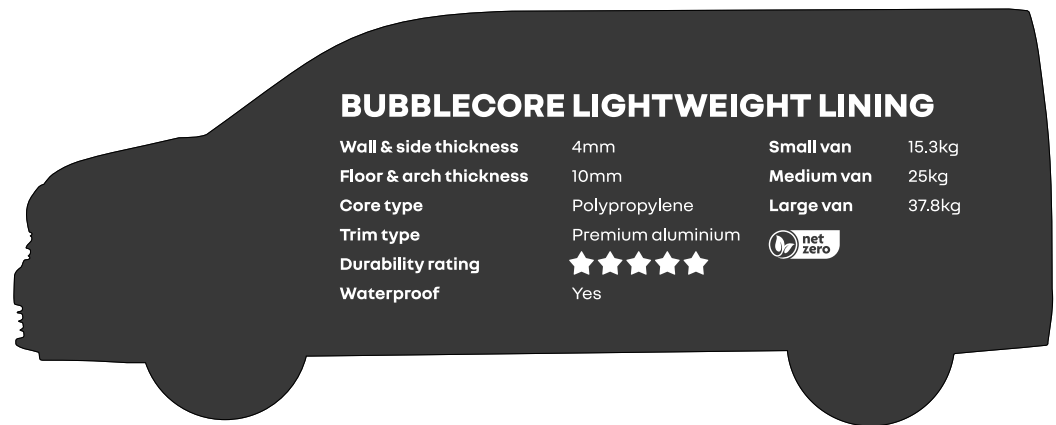 BUBBLECORE LIGHTWEIGHT LINING
Wall & side thickness 4mm
Floor & arch thickness 10mm
Core type Polypropylene
Trim type Premium aluminium
Durability rating
Waterproof Yes
Small van 15.3kg
Medium van 25kg
Large van 37.8kg
net
zero